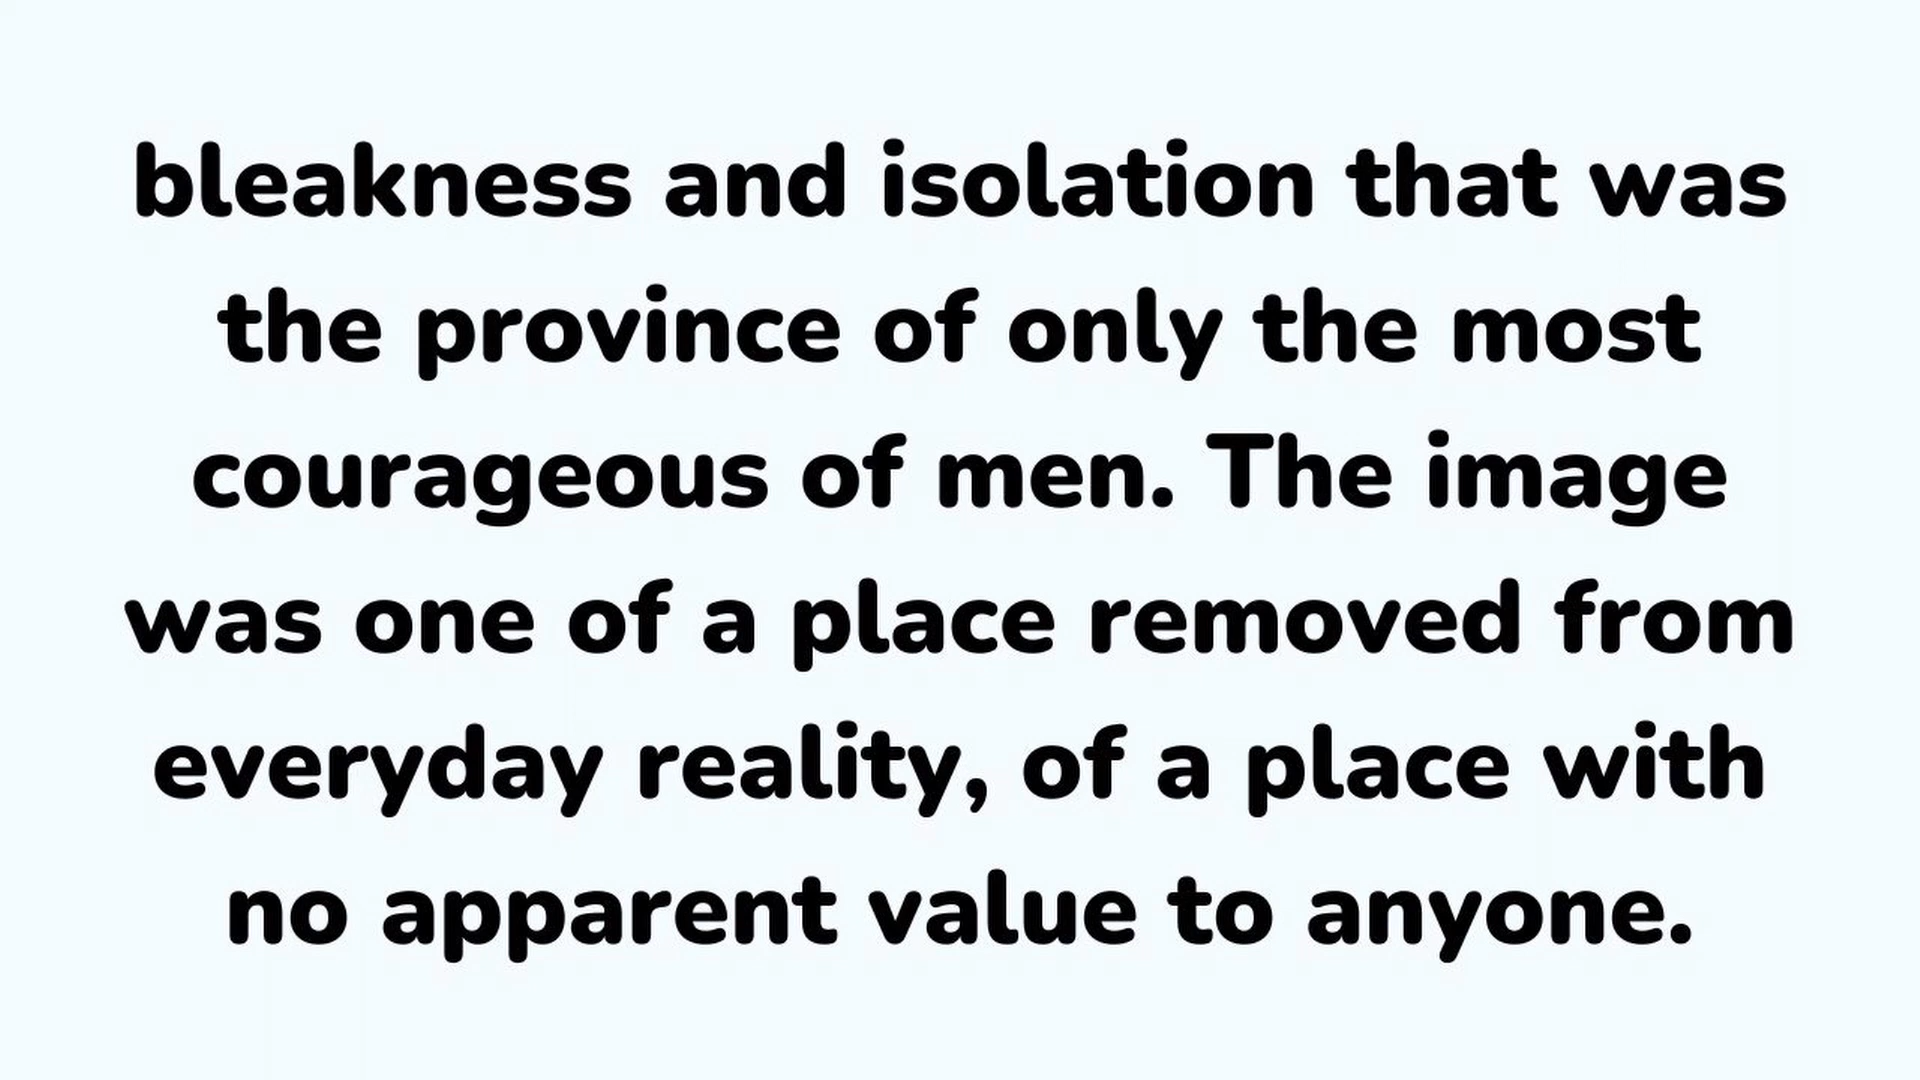 bleakness and isolation that was
the province of only the most
courageous of men. The image
was one of a place removed from
everyday reality, of a place with
no apparent value to anyone.